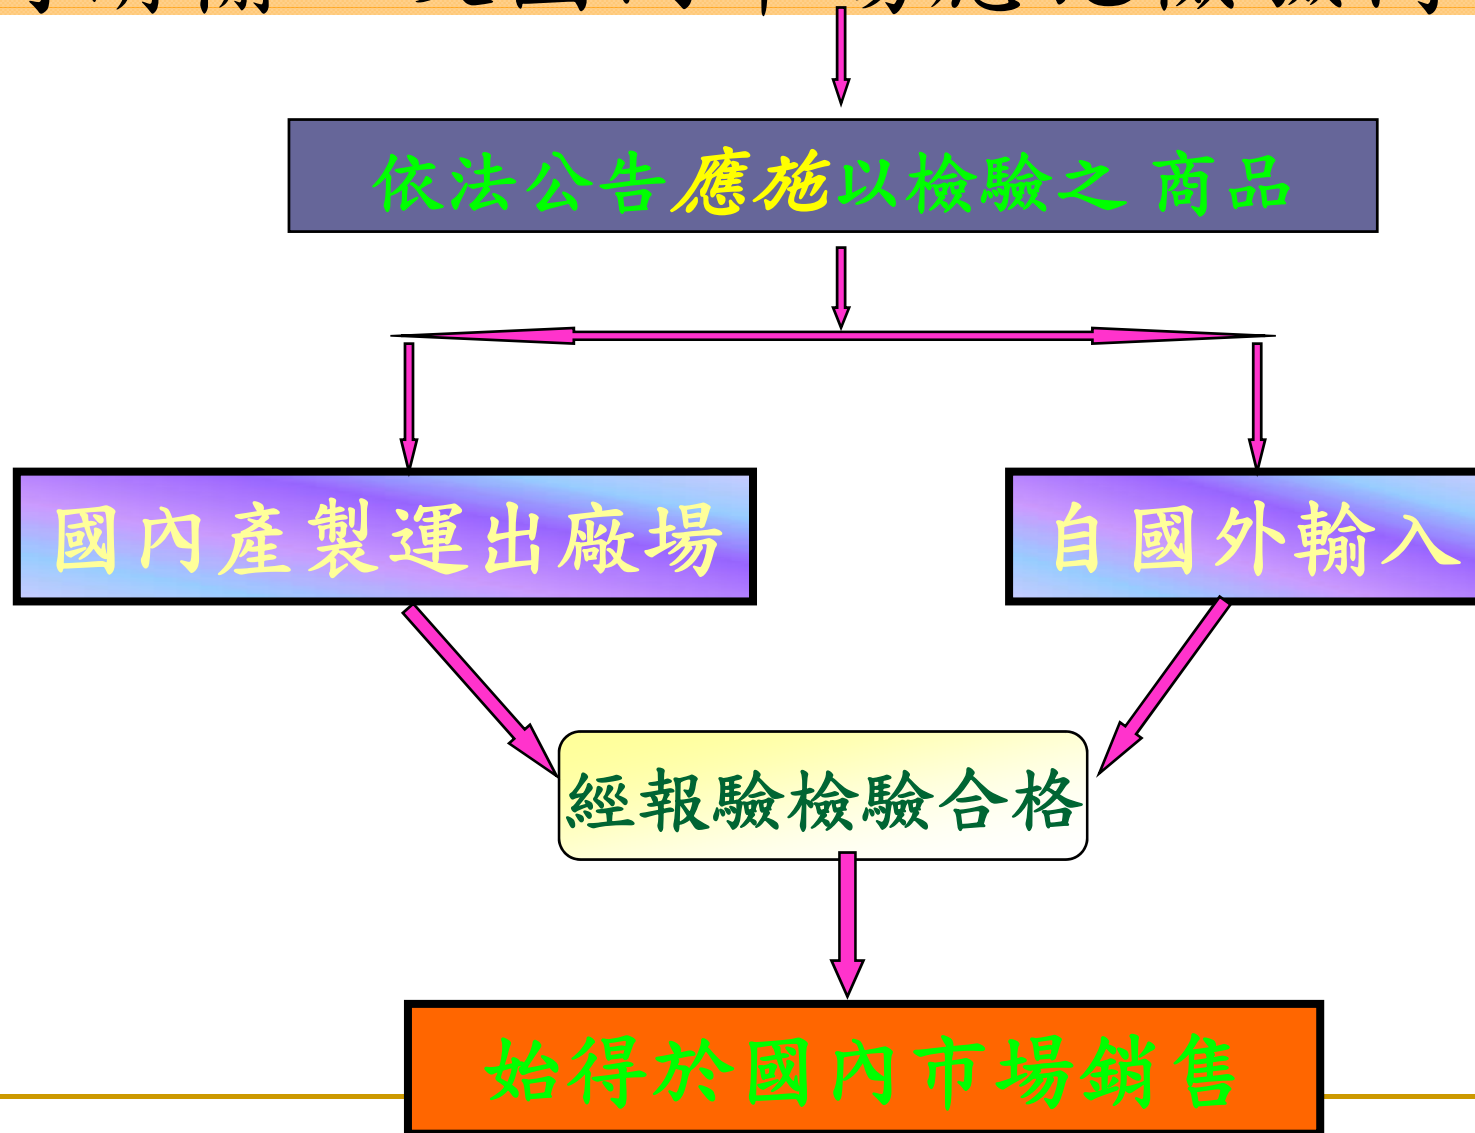 依法公告應施以檢驗之 商品
國內產製運出廠場
自國外輸入
經報驗檢驗合格
始得於國內市場銷售